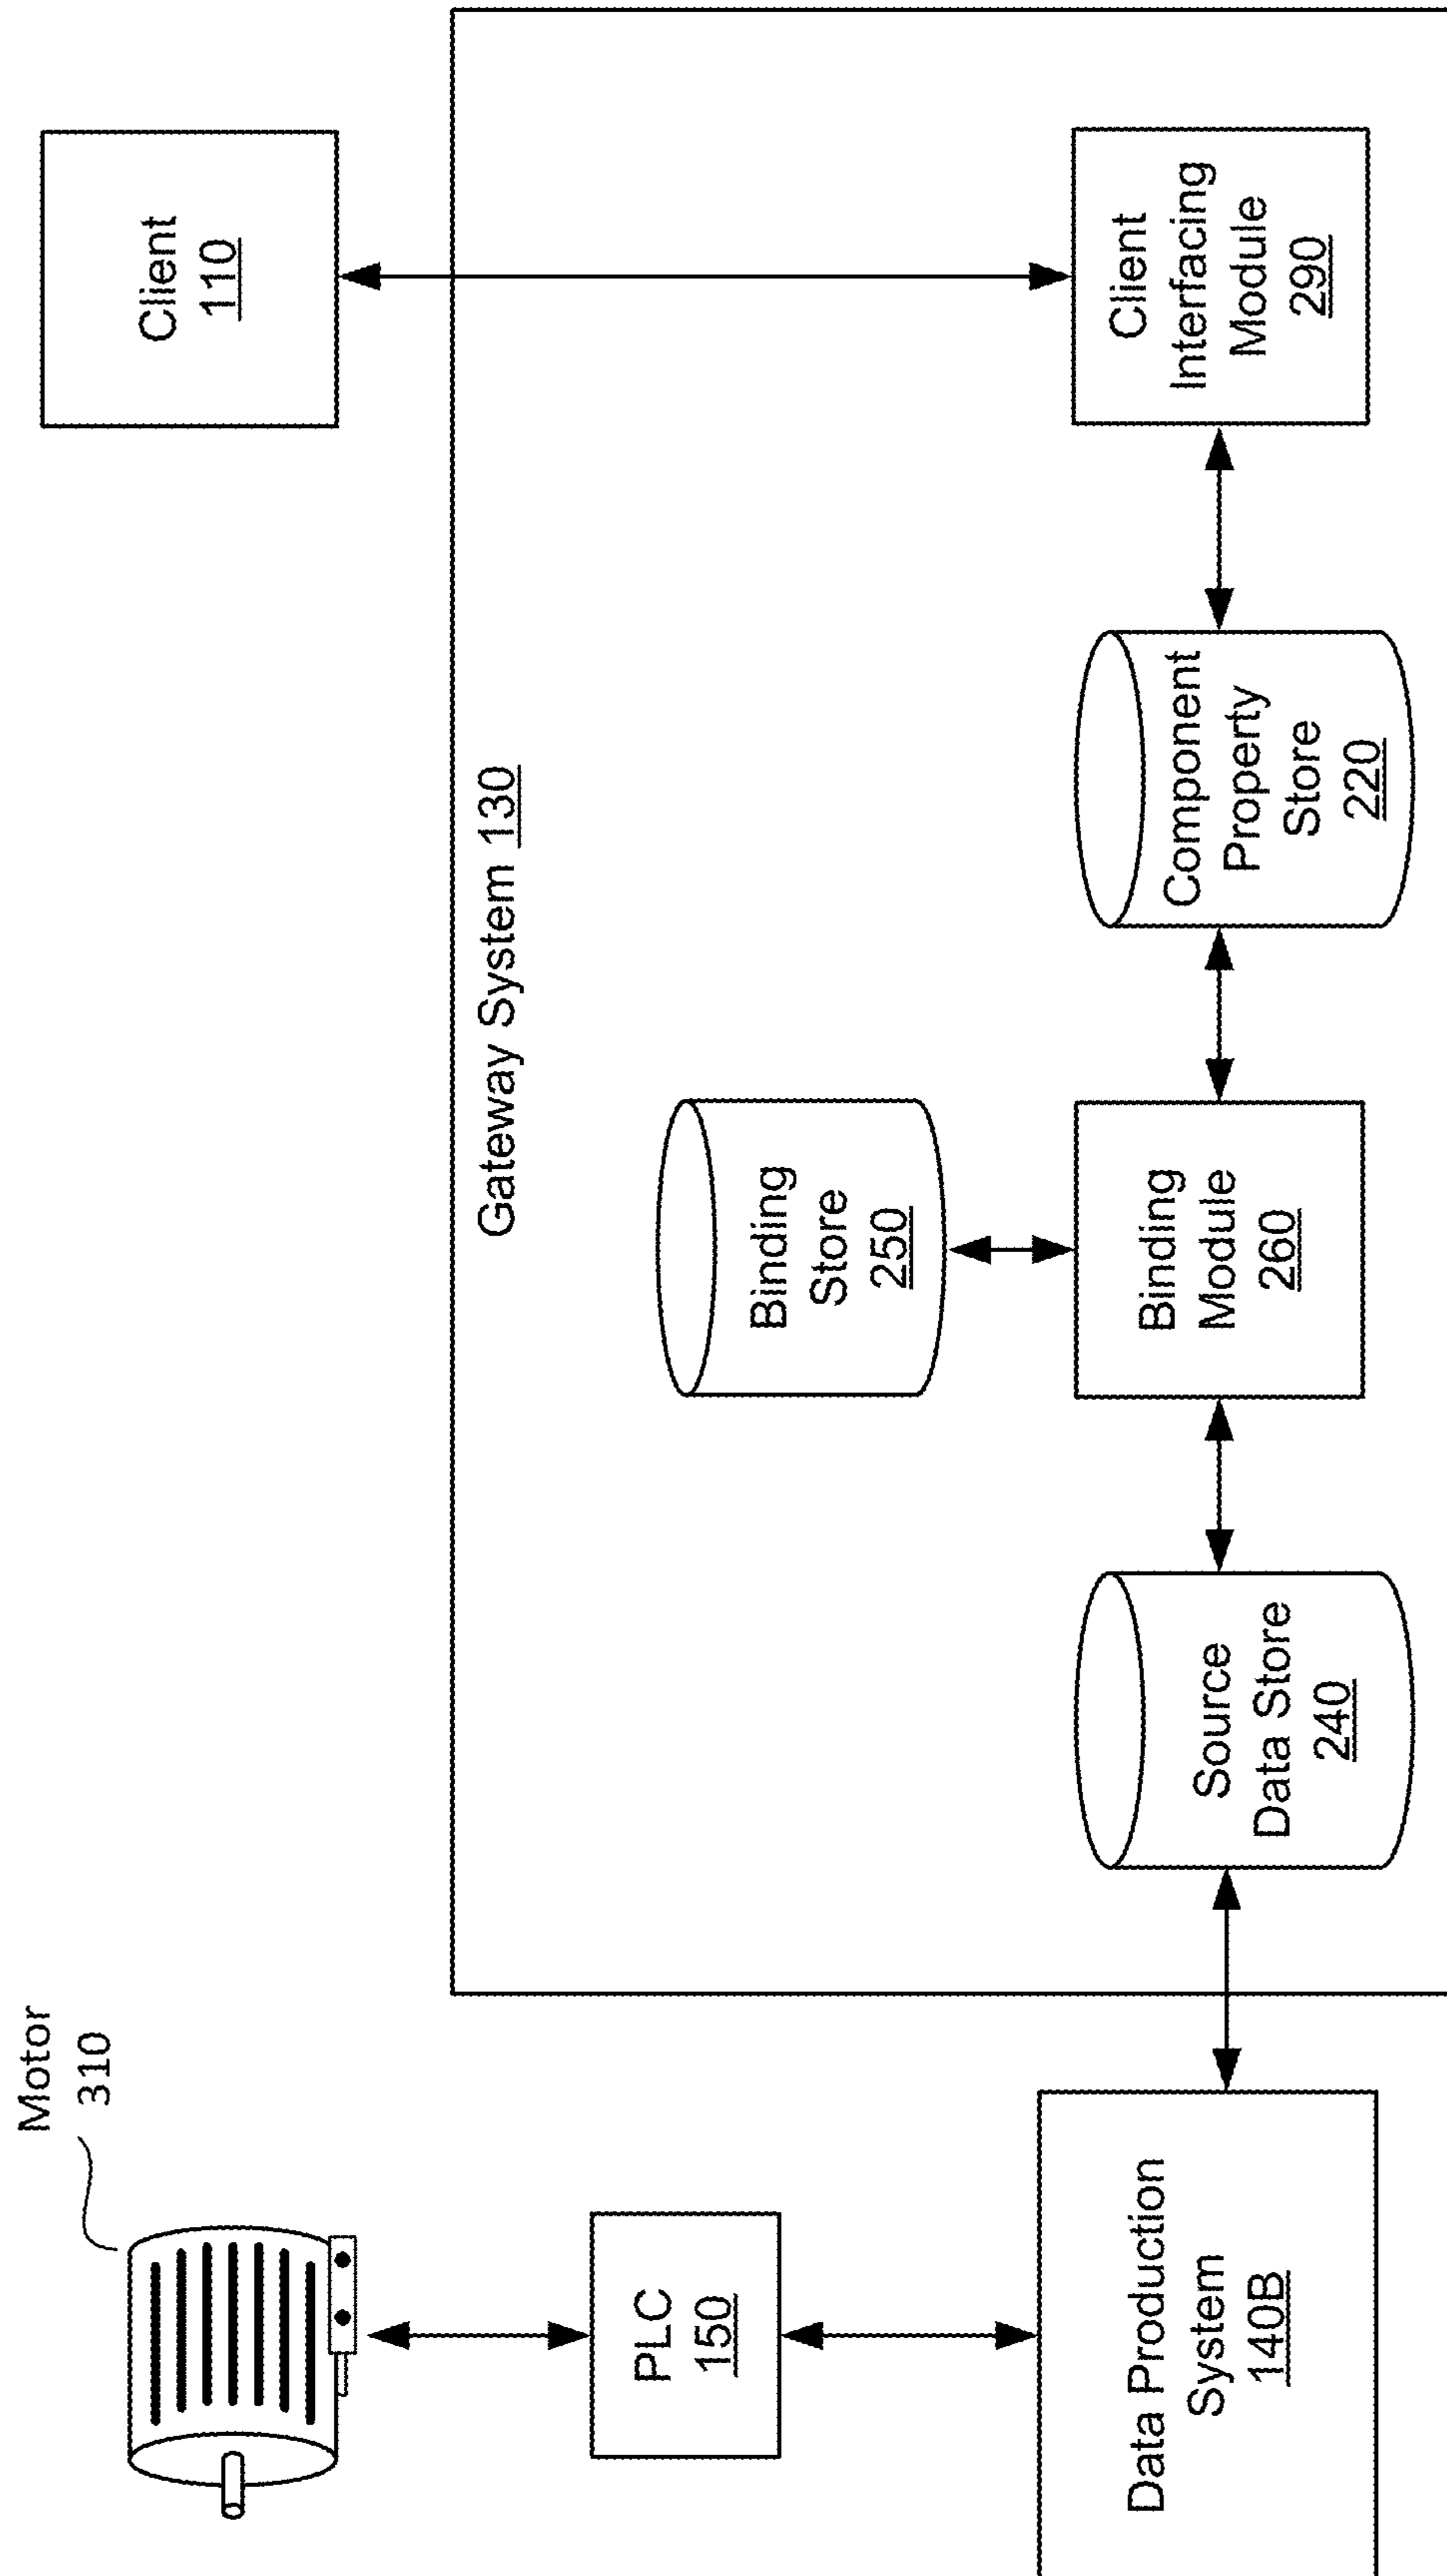 Motor
310
PLC
150
Data Production
System
140B
Gateway System 130
Source
Data Store
240
Binding
Store
250
Binding
Module
260
Component
Property
Store
220
Client
Interfacing
Module
290
Client
110